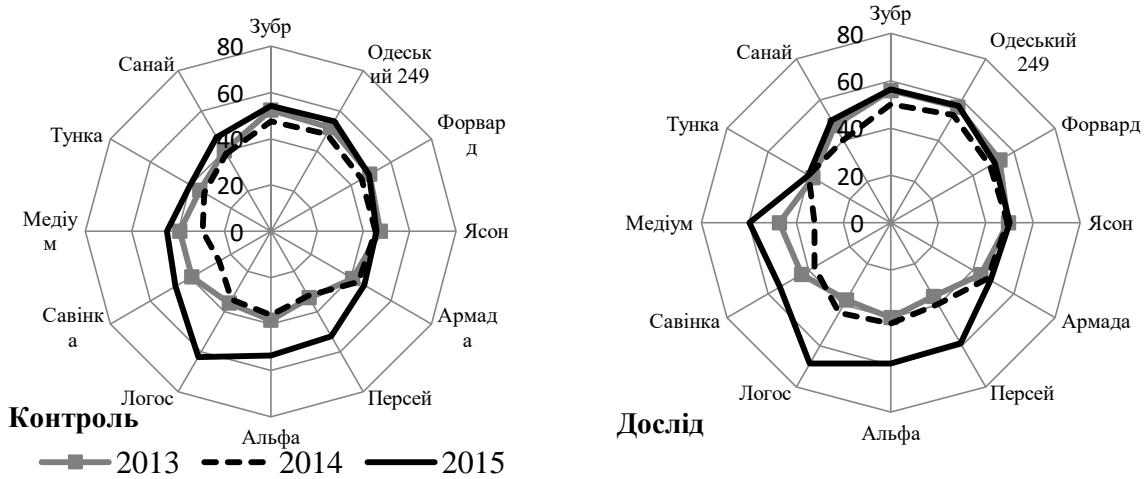 Зубр
Одеськ
ий 249
Форвар
д
Ясон
Армад
а
Персей
Альфа
Логос
Савінк
а
Медіу
м
Тунка
Санай
80
60
40
20
0
Контроль
2013
2014
2015
Зубр
Одеський
249
Форвард
Ясон
Армада
Персей
Альфа
Логос
Савінка
Медіум
Тунка
Санай
80
60
40
20
0
Дослід